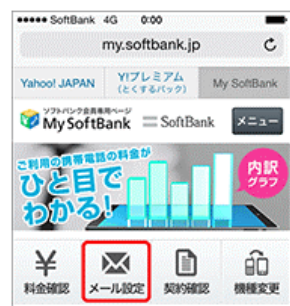 SoftBank 4G 0:00
my.softbank.jp
Yahoo! JAPAN
Y!プレミアム
(とくするパック)
My SoftBank
ソフトバンク会員専用ページ
My SoftBank
SoftBank
メニュー
ご利用の携帯電話の料金が
ひと目で
わかる!
内訳
グラフ
料金確認
メール設定
契約確認
機種変更